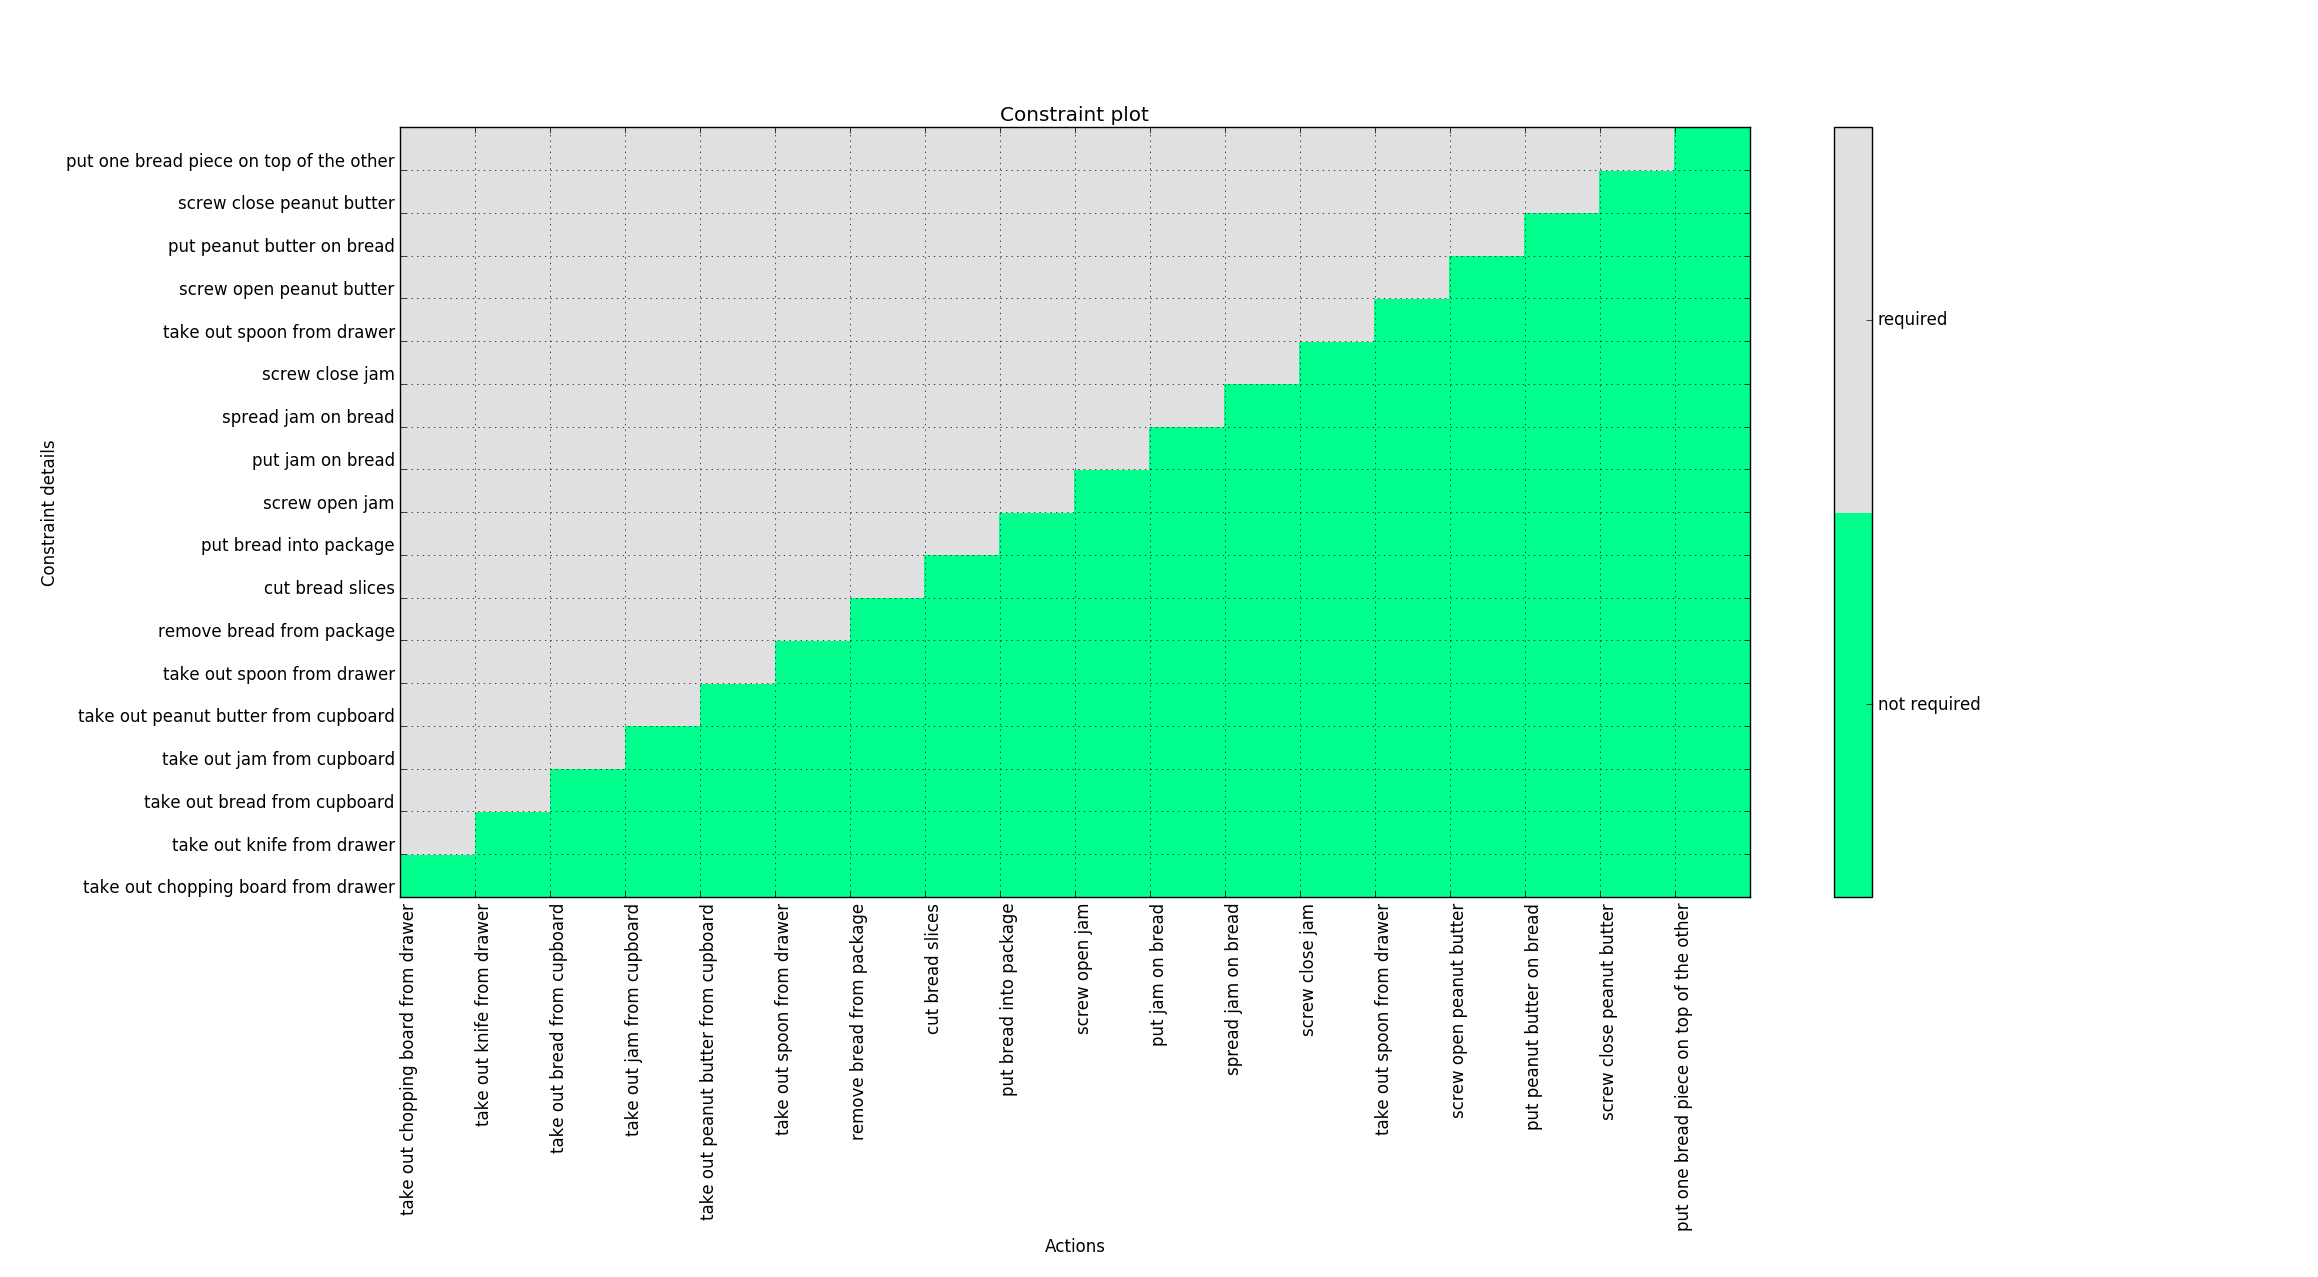 Constraint plot
put one bread piece on top of the other
screw close peanut butter
put peanut butter on bread
screw open peanut butter
take out spoon from drawer
screw close jam
spread jam on bread
put jam on bread
screw open jam
put bread into package
cut bread slices
remove bread from package
take out spoon from drawer
take out peanut butter from cupboard
take out jam from cupboard
take out bread from cupboard
take out knife from drawer
take out chopping board from drawer
Constraint details
take out chopping board from drawer
take out knife from drawer
take out bread from cupboard
take out jam from cupboard
take out peanut butter from cupboard
take out spoon from drawer
remove bread from package
cut bread slices
put bread into package
screw open jam
put jam on bread
spread jam on bread
screw close jam
take out spoon from drawer
screw open peanut butter
put peanut butter on bread
screw close peanut butter
put one bread piece on top of the other
Actions
required
not required